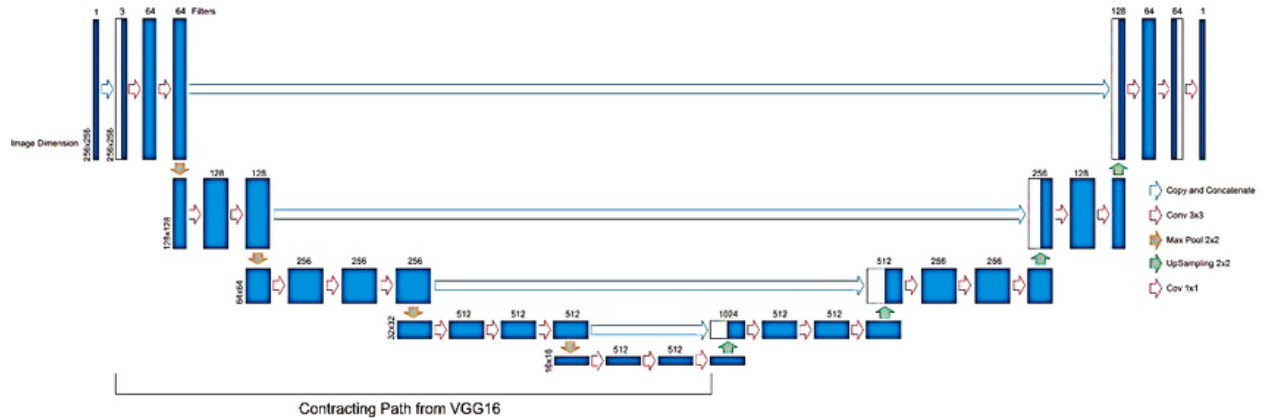 1 3 64 64 Filters
128 64 64 1
256x256
256x256
Image Dimension
128 128
256 128
128x128
256 256 256
512 256 256
64x64
512 512 512
1024 512 512
32x32
512 512
16x16
Copy and Concatenate
Conv 3x3
Max Pool 2x2
UpSampling 2x2
Cov 1x1
Contracting Path from VGG16